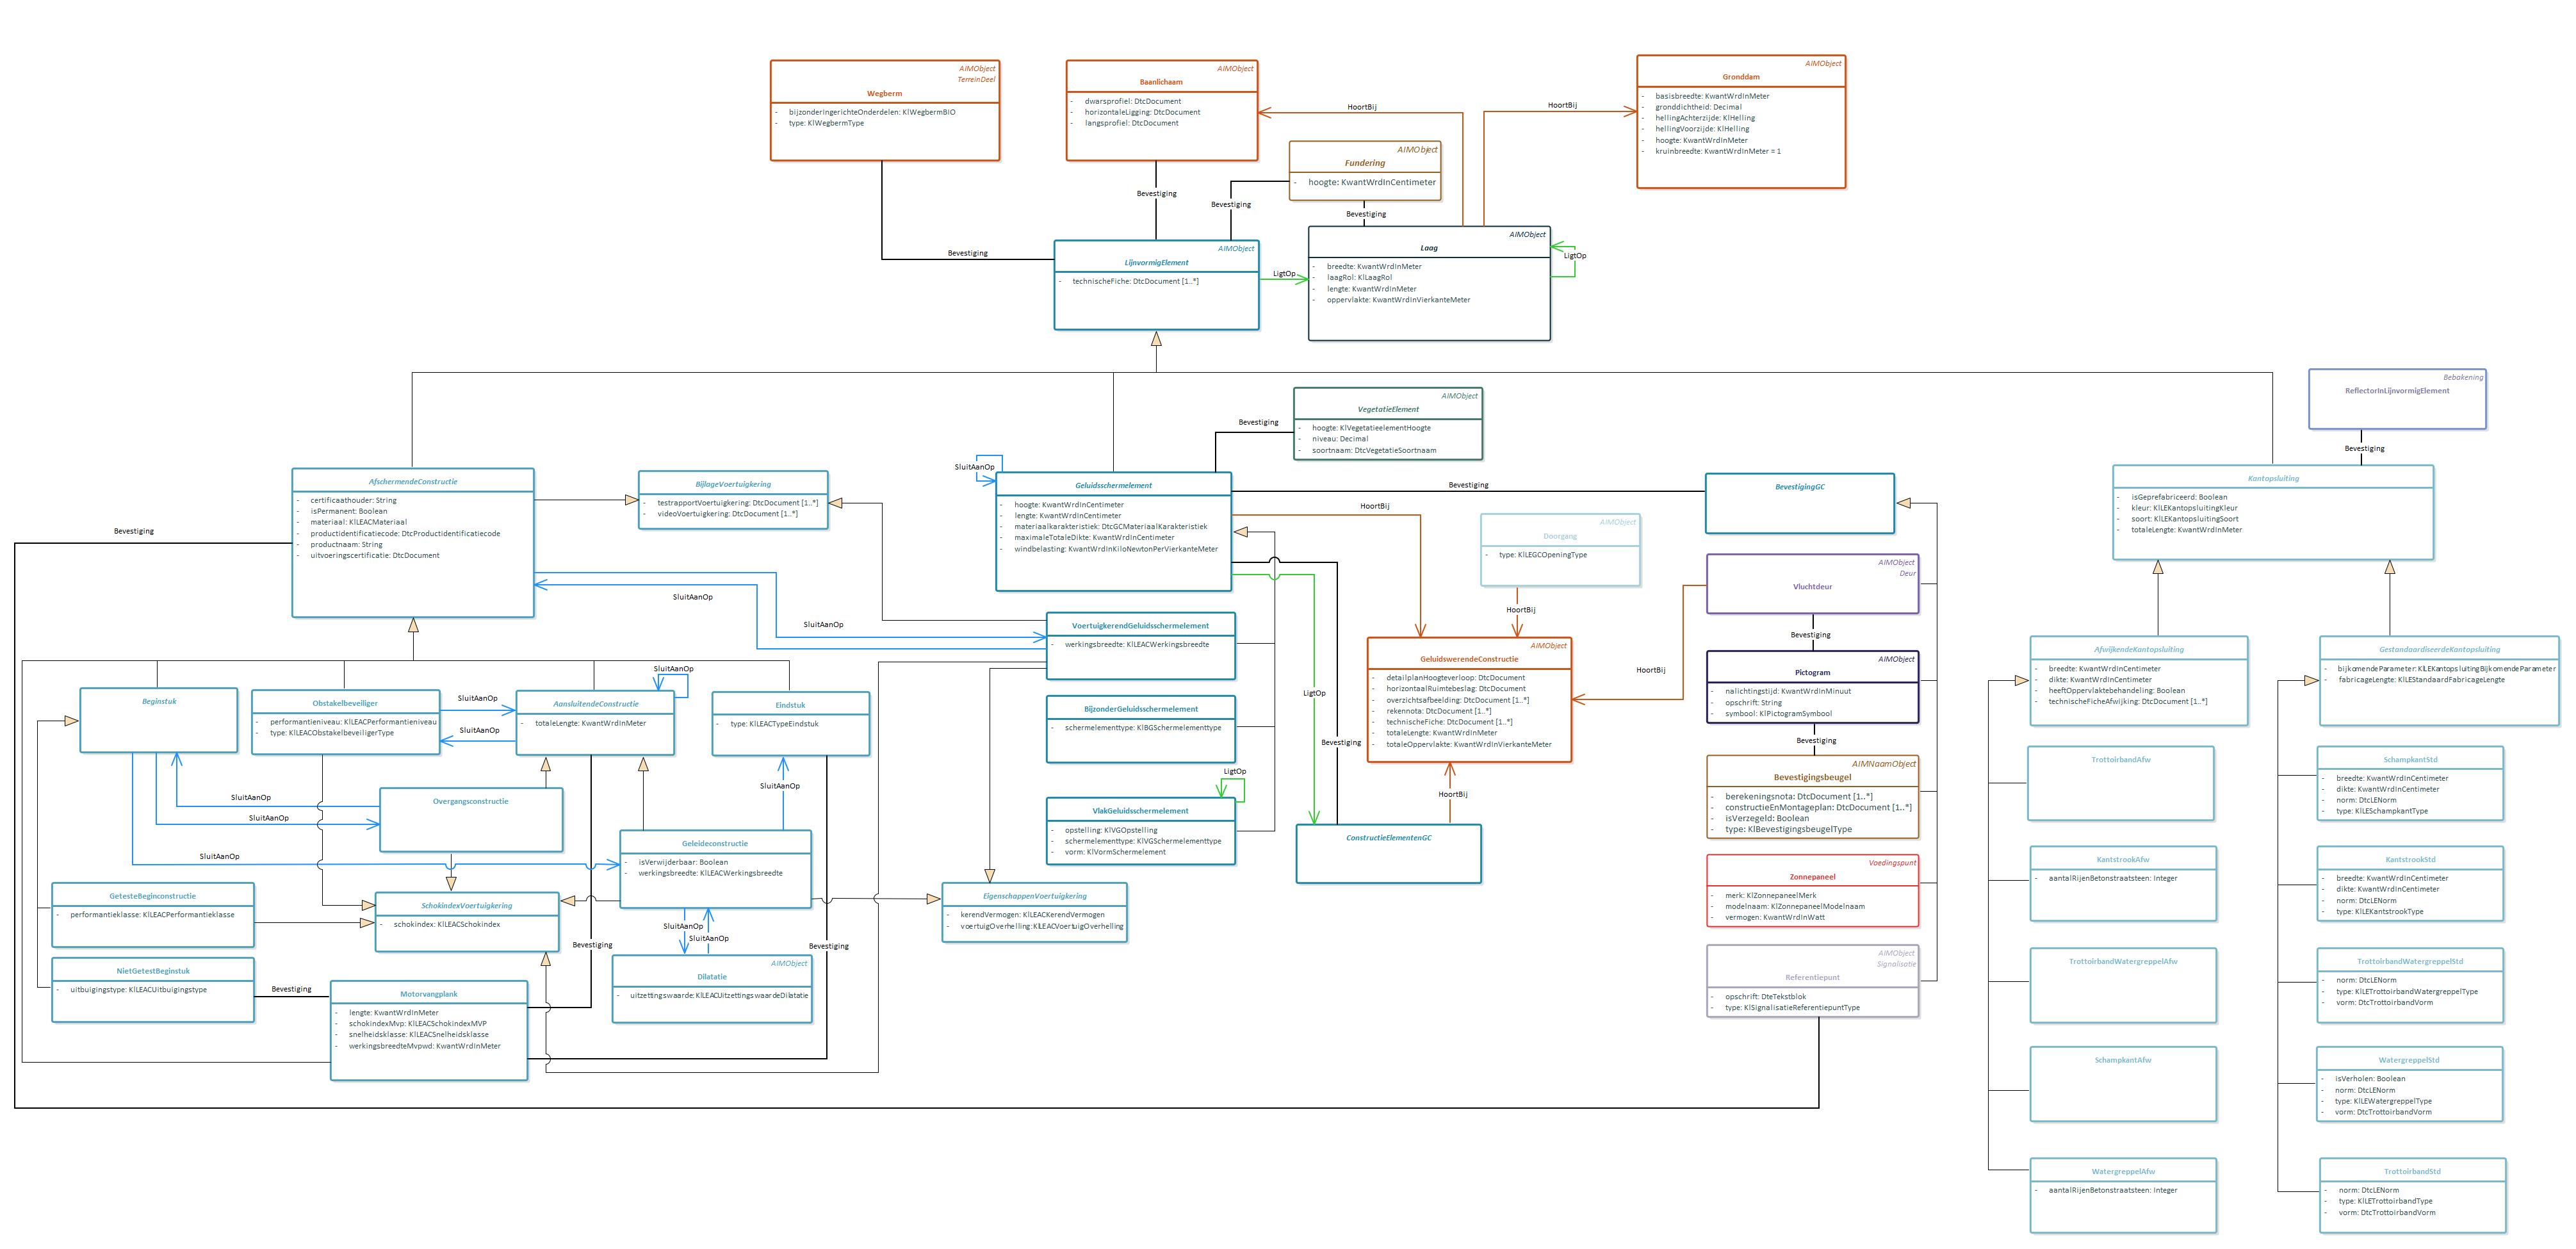 AIMObject
TerreinDeel
Wegberm
- bijzonderIngerichteOnderdelen: KlWegbermBIO
- type: KlWegbermType
AIMObject
Baanlichaam
- dwarsprofiel: DtcDocument
- horizontaleLigging: DtcDocument
- langsprofiel: DtcDocument
AIMObject
Gronddam
- basisbreedte: KwantWrdInMeter
- gronddichtheid: Decimal
- hellingAchterzijde: KlHelling
- hellingVoorzijde: KlHelling
- hoogte: KwantWrdInMeter
- kruinbreedte: KwantWrdInMeter = 1
HoortBij
HoortBij
AIMObject
Fundering
- hoogte: KwantWrdInCentimeter
Bevestiging
Bevestiging
Bevestiging
Bevestiging
AIMObject
LijnvormigElement
- technischeFiche: DtcDocument [1..*]
LigtOp
AIMObject
Laag
- breedte: KwantWrdInMeter
- laagRol: KlLaagRol
- lengte: KwantWrdInMeter
- oppervlakte: KwantWrdInVierkanteMeter
LigtOp
AIMObject
VegetatieElement
- hoogte: KlVegetatieelementHoogte
- niveau: Decimal
- soortnaam: DtcVegetatieSoortnaam
Bevestiging
Bebakening
ReflectorInLijnvormigElement
Bevestiging
AfschermendeConstructie
- certificaathouder: String
- isPermanent: Boolean
- materiaal: KlLEACMateriaal
- productidentificatiecode: DtcProductidentificatiecode
- productnaam: String
- uitvoeringscertificatie: DtcDocument
Bevestiging
BijlageVoertuigkering
- testrapportVoertuigkering: DtcDocument [1..*]
- videoVoertuigkering: DtcDocument [1..*]
SluitAanOp
Geluidsschermelement
- hoogte: KwantWrdInCentimeter
- lengte: KwantWrdInCentimeter
- materiaalkarakteristiek: DtcGCMateriaalKarakteristiek
- maximaleTotaleDikte: KwantWrdInCentimeter
- windbelasting: KwantWrdInKiloNewtonPerVierkanteMeter
Bevestiging
HoortBij
BevestigingGC
AIMObject
Doorgang
- type: KlLEGCOpeningType
HoortBij
Kantopsluiting
- isGeprefabriceerd: Boolean
- kleur: KlLEKantopsluitingKleur
- soort: KlLEKantopsluitingSoort
- totaleLengte: KwantWrdInMeter
AIMObject
Deur
Vluchtdeur
Bevestiging
SluitAanOp
SluitAanOp
VoertuigkerendGeluidsschermelement
- werkingsbreedte: KlLEACWerkingsbreedte
AIMObject
GeluidswerendeConstructie
- detailplanHoogteverloop: DtcDocument
- horizontaalRuimtebeslag: DtcDocument
- overzichtsafbeelding: DtcDocument [1..*]
- rekennota: DtcDocument [1..*]
- technischeFiche: DtcDocument [1..*]
- totaleLengte: KwantWrdInMeter
- totaleOppervlakte: KwantWrdInVierkanteMeter
HoortBij
AIMObject
Pictogram
- nalichtingstijd: KwantWrdInMinuut
- opschrift: String
- symbool: KlPictogramSymbool
Bevestiging
AfwijkendeKantopsluiting
- breedte: KwantWrdInCentimeter
- dikte: KwantWrdInCentimeter
- heeftOppervlaktebehandeling: Boolean
- technischeFicheAfwijking: DtcDocument [1..*]
GestandaardiseerdeKantopsluiting
- bijkomendeParameter: KlLEKantopsluitingBijkomendeParameter
- fabricageLengte: KlLEStandaardFabricageLengte
Beginstuk
Obstakelbeveiliger
- performantieniveau: KlLEACPerformantieniveau
- type: KlLEACObstakelbeveiligerType
SluitAanOp
SluitAanOp
SluitAanOp
AansluitendeConstructie
- totaleLengte: KwantWrdInMeter
Eindstuk
- type: KlLEACTypeEindstuk
SluitAanOp
BijzonderGeluidsschermelement
- schermelementtype: KlBGSchermelementtype
LigtOp
Bevestiging
LigtOp
VlakGeluidsschermelement
- opstelling: KlVGOpstelling
- schermelementtype: KlVGSchermelementtype
- vorm: KlVormSchermelement
HoortBij
ConstructieElementenGC
AIMNaamObject
Bevestigingsbeugel
- berekeningsnota: DtcDocument [1..*]
- constructieEnMontageplan: DtcDocument [1..*]
- isVerzegeld: Boolean
- type: KlBevestigingsbeugelType
TrottoirbandAfw
SchampkantStd
- breedte: KwantWrdInCentimeter
- dikte: KwantWrdInCentimeter
- norm: DtcLENorm
- type: KlLESchampkantType
SluitAanOp
SluitAanOp
SluitAanOp
Overgangsconstructie
Geleideconstructie
- isVerwijderbaar: Boolean
- werkingsbreedte: KlLEACWerkingsbreedte
Voedingspunt
Zonnepaneel
- merk: KlZonnepaneelMerk
- modelnaam: KlZonnepaneelModelnaam
- vermogen: KwantWrdInWatt
KantstrookAfw
- aantalRijenBetonstraatsteen: Integer
KantstrookStd
- breedte: KwantWrdInCentimeter
- dikte: KwantWrdInCentimeter
- norm: DtcLENorm
- type: KlLEKantstrookType
GetesteBeginconstructie
- performantieklasse: KlLEACPerformantieklasse
SchokindexVoertuigkering
- schokindex: KlLEACSchokindex
EigenschappenVoertuigkering
- kerendVermogen: KlLEACKerendVermogen
- voertuigOverhelling: KlLEACVoertuigOverhelling
SluitAanOp
SluitAanOp
Bevestiging
Bevestiging
NietGetestBeginstuk
- uitbuigingstype: KlLEACUitbuigingstype
Bevestiging
Motorvangplank
- lengte: KwantWrdInMeter
- schokindexMvp: KlLEACSchokindexMVP
- snelheidsklasse: KlLEACSnelheidsklasse
- werkingsbreedteMvpwd: KwantWrdInMeter
AIMObject
Dilatatie
- uitzettingswaarde: KlLEACUitzettingswaardeDilatatie
AIMObject
Signalisatie
Referentiepunt
- opschrift: DteTekstblok
- type: KlSignalisatieReferentiepuntType
TrottoirbandWatergreppelAfw
TrottoirbandWatergreppelStd
- norm: DtcLENorm
- type: KlLETrottoirbandWatergreppelType
- vorm: DtcTrottoirbandVorm
SchampkantAfw
WatergreppelStd
- isVerholen: Boolean
- norm: DtcLENorm
- type: KlLEWatergreppelType
- vorm: DtcTrottoirbandVorm
WatergreppelAfw
- aantalRijenBetonstraatsteen: Integer
TrottoirbandStd
- norm: DtcLENorm
- type: KlLETrottoirbandType
- vorm: DtcTrottoirbandVorm